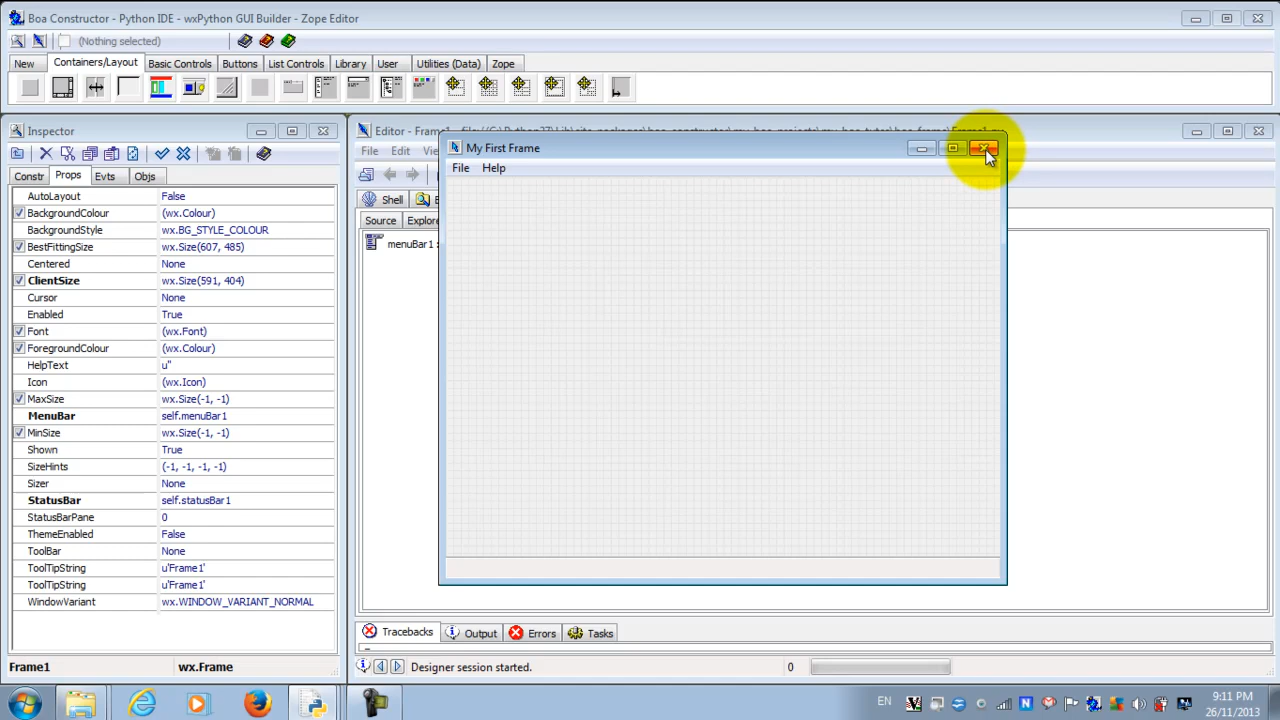 Boa Constructor - Python IDE - wxPython GUI Builder - Zope Editor
(Nothing selected)
New Containers/Layout Basic Controls Buttons List Controls Library User Utilities (Data) Zope
Inspector
Constr Props Evts Objs
AutoLayout False
BackgroundColour (wx.Colour)
BackgroundStyle wx.BG_STYLE_COLOUR
BestFittingSize wx.Size(607, 485)
Centered None
ClientSize wx.Size(591, 404)
Cursor None
Enabled True
Font (wx.Font)
ForegroundColour (wx.Colour)
HelpText u''
Icon (wx.Icon)
MaxSize wx.Size(-1, -1)
MenuBar self.menuBar1
MinSize wx.Size(-1, -1)
Shown True
SizeHints (-1, -1, -1, -1)
Sizer None
StatusBar self.statusBar1
StatusBarPane 0
ThemeEnabled False
ToolBar None
ToolTipString u'Frame1'
ToolTipString u'Frame1'
WindowVariant wx.WINDOW_VARIANT_NORMAL
Frame1 wx.Frame
Editor - Frame1
File Edit
Shell
Source
menuBar1
My First Frame
File Help
Tracebacks Output Errors Tasks
Designer session started. 0
EN 9:11 PM
26/11/2013